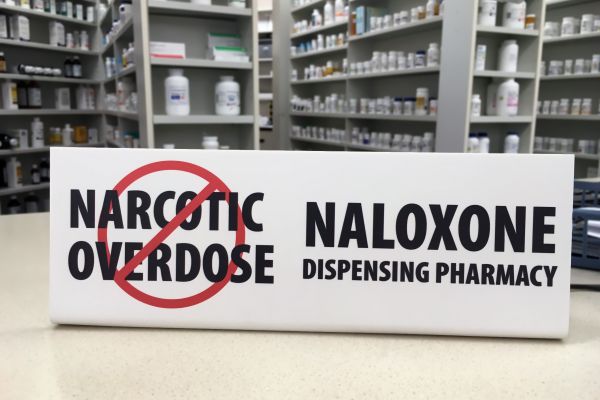 NARCOTIC
OVERDOSE
NALOXONE
DISPENSING PHARMACY